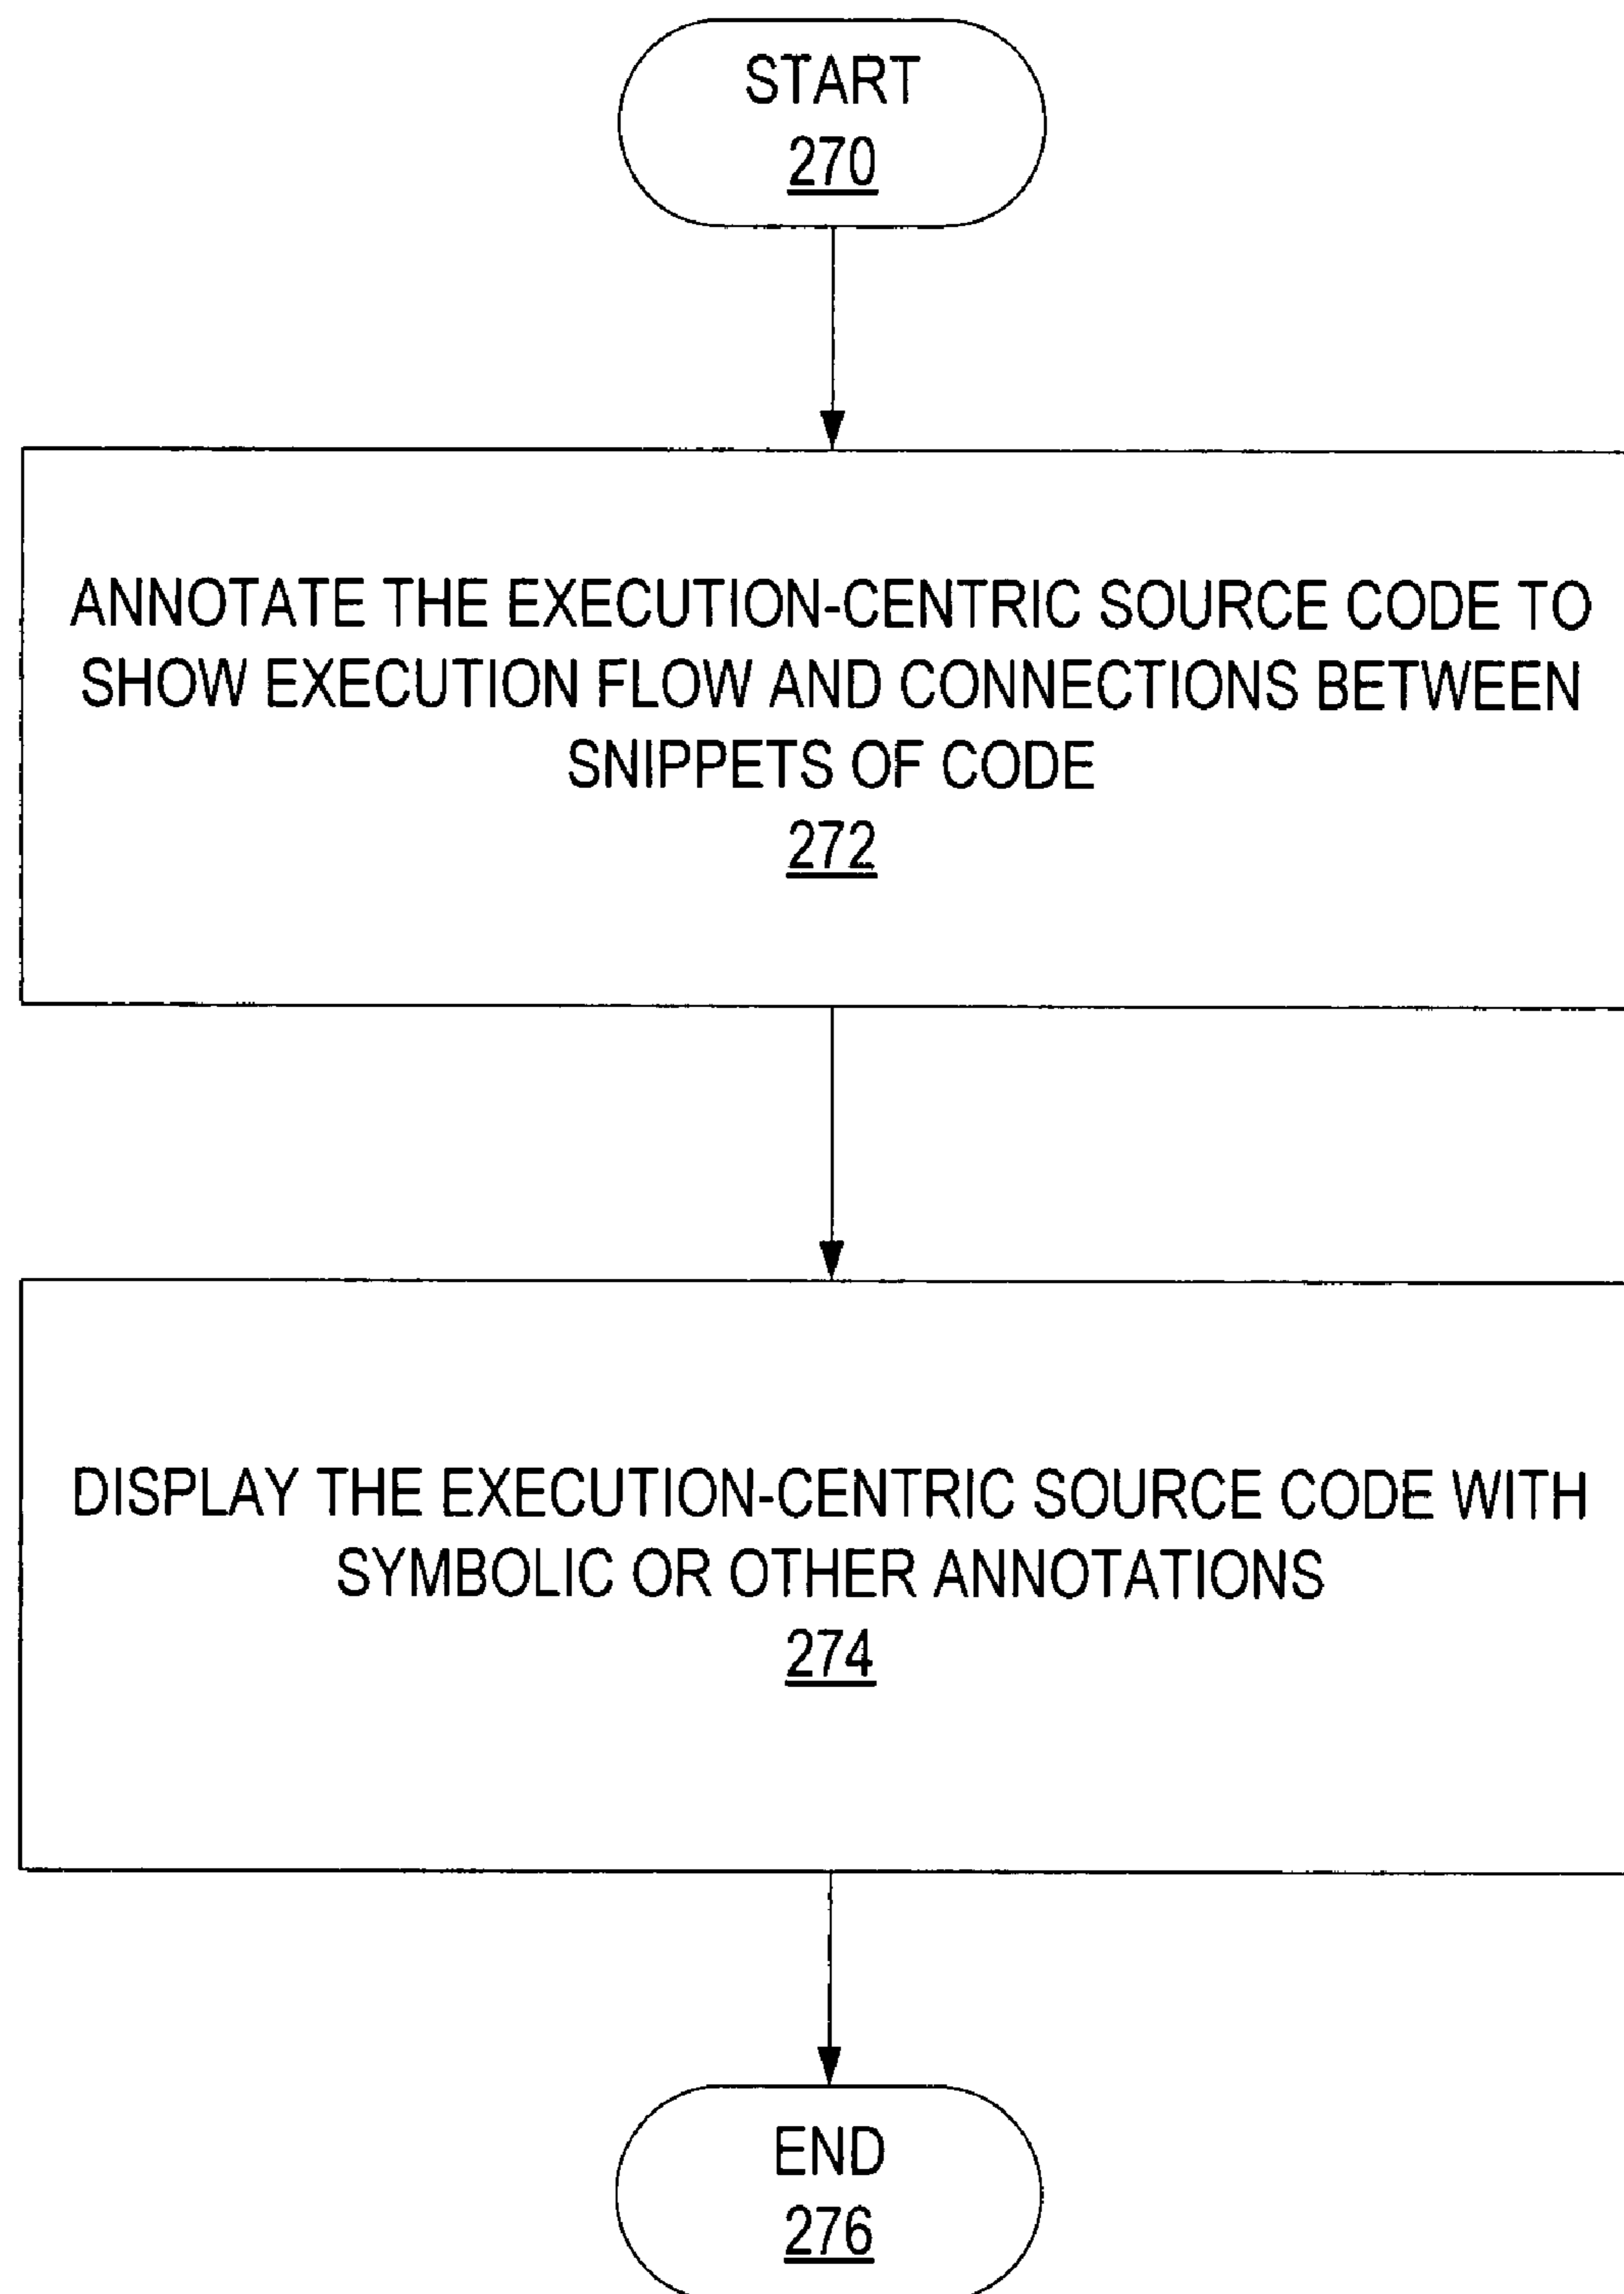 START
270
ANNOTATE THE EXECUTION-CENTRIC SOURCE CODE TO
SHOW EXECUTION FLOW AND CONNECTIONS BETWEEN
SNIPPETS OF CODE
272
DISPLAY THE EXECUTION-CENTRIC SOURCE CODE WITH
SYMBOLIC OR OTHER ANNOTATIONS
274
END
276